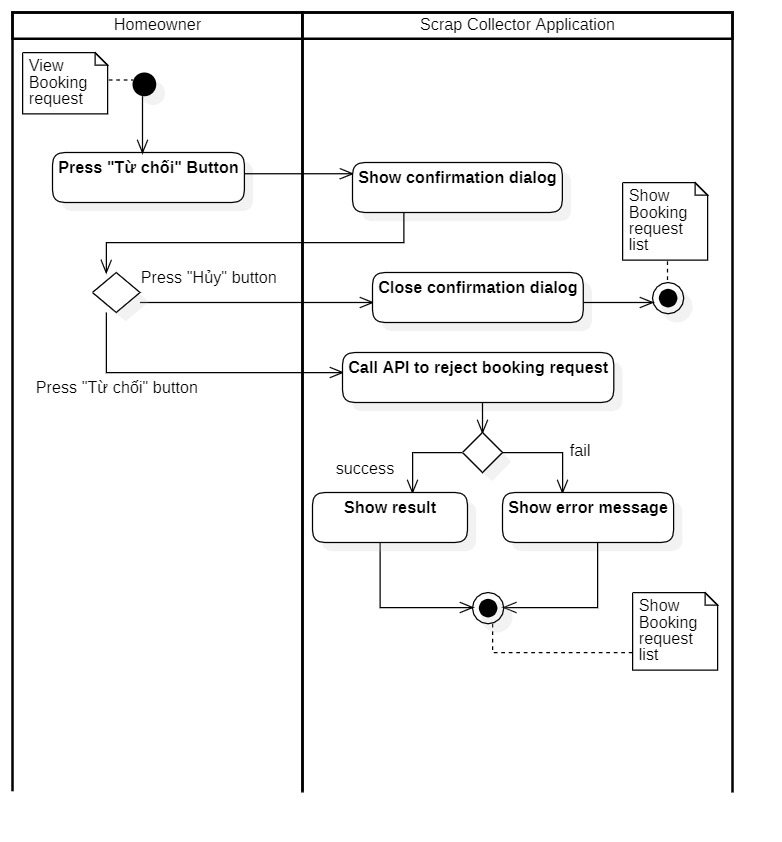 Homeowner
Scrap Collector Application
View
Booking
request
Press "Từ chối" Button
Show confirmation dialog
Show
Booking
request
list
Press "Hủy" button
Close confirmation dialog
Call API to reject booking request
Press "Từ chối" button
success
fail
Show result
Show error message
Show
Booking
request
list